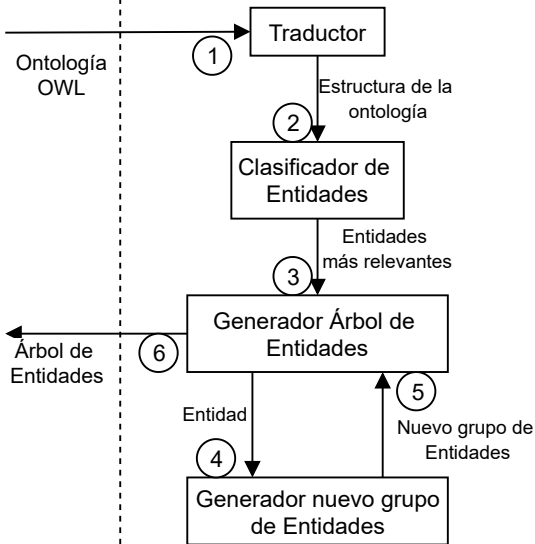 Traductor
1
Ontología
OWL
Estructura de la
ontología
2
Clasificador de
Entidades
Entidades
más relevantes
3
Generador Árbol de
Entidades
6
Árbol de
Entidades
5
Entidad
Nuevo grupo de
Entidades
4
Generador nuevo grupo
de Entidades